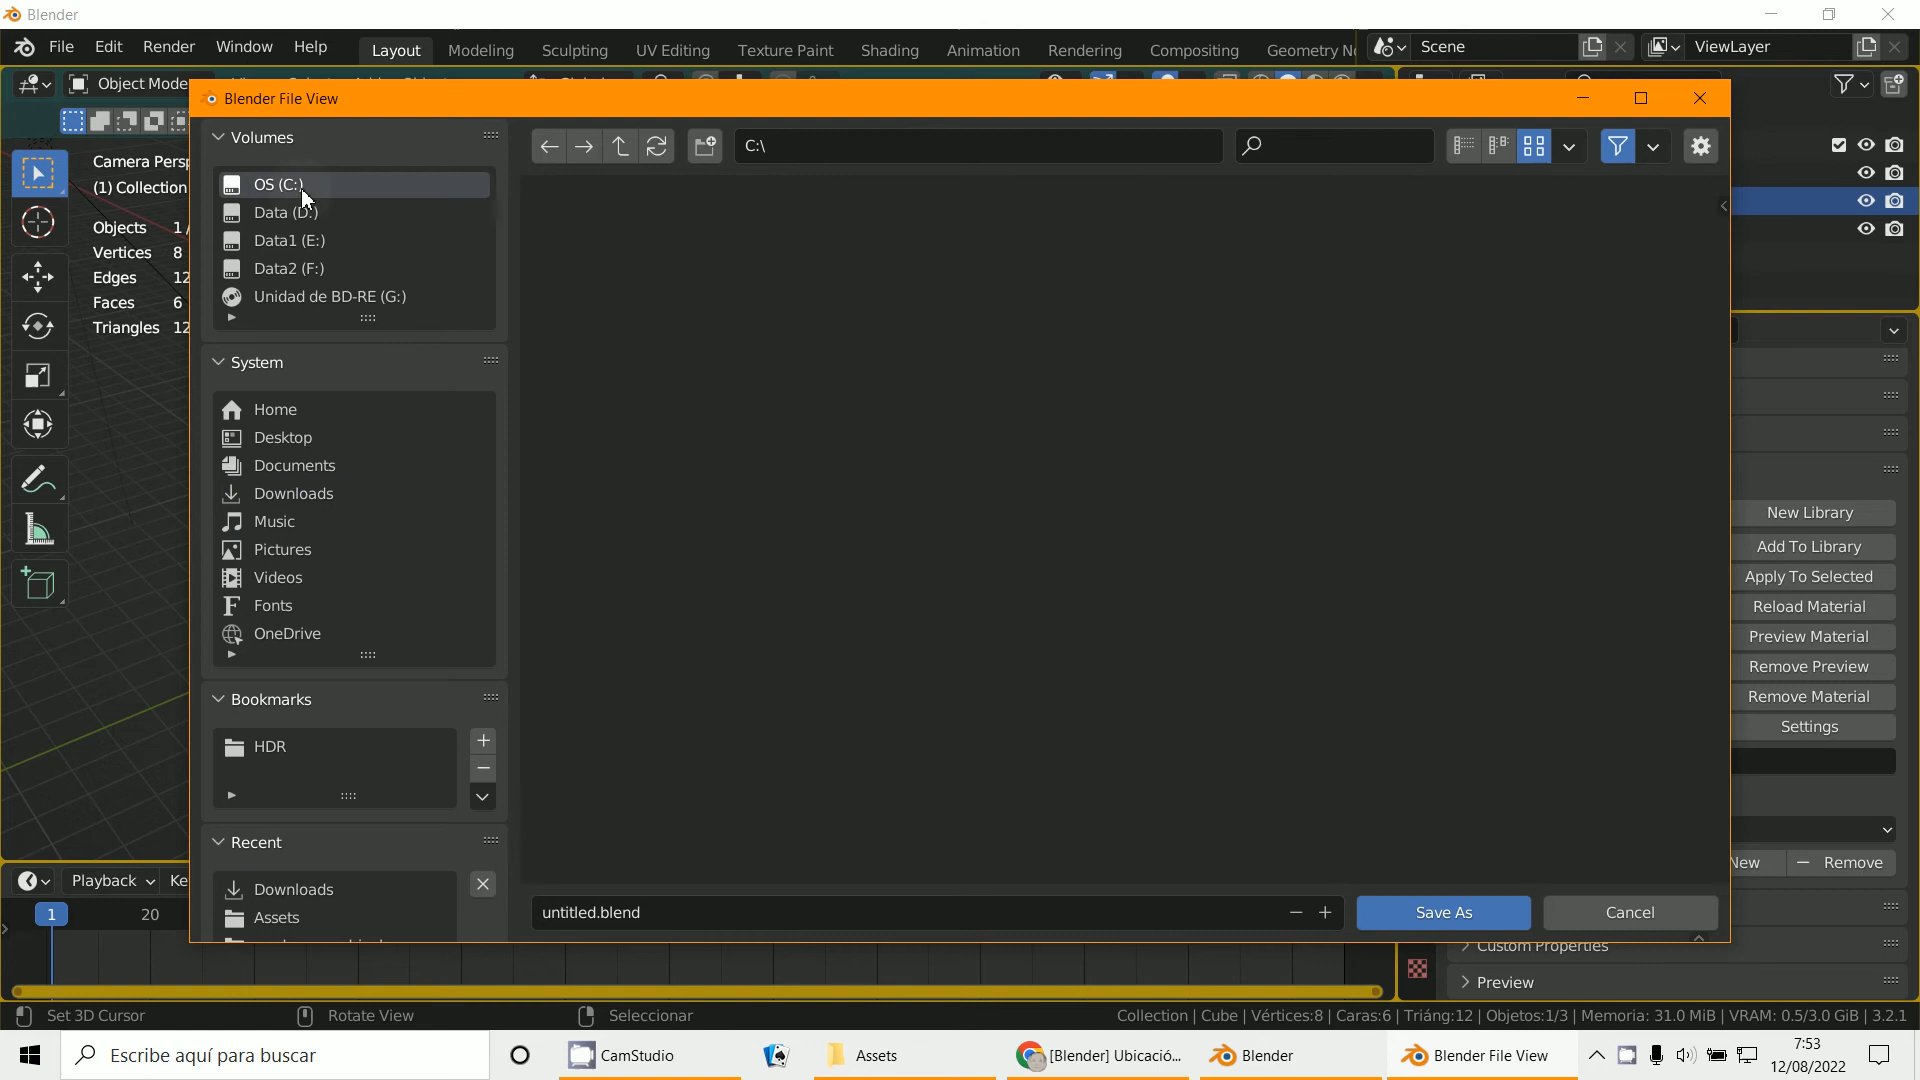 Blender
File Edit Render Window Help Layout Modeling Sculpting UV Editing Texture Paint Shading Animation Rendering Compositing Geometry No Scene ViewLayer
Object Mode
Blender File View
Volumes
C:\
OS (C:)
Data (D:)
Data1 (E:)
Data2 (F:)
Unidad de BD-RE (G:)
System
Home
Desktop
Documents
Downloads
Music
Pictures
Videos
Fonts
OneDrive
Bookmarks
HDR
Recent
Downloads
Assets
untitled.blend
Save As
Cancel
Camera Persp
(1) Collection
Objects 1/
Vertices 8
Edges 12
Faces 6
Triangles 12
New Library
Add To Library
Apply To Selected
Reload Material
Preview Material
Remove Preview
Remove Material
Settings
New
Remove
Custom Properties
Preview
Playback Ke
1 20
Set 3D Cursor Rotate View Seleccionar Collection | Cube | Vértices:8 | Caras:6 | Triáng:12 | Objetos:1/3 | Memoria: 31.0 MiB | VRAM: 0.5/3.0 GiB | 3.2.1
Escribe aquí para buscar CamStudio Assets [Blender] Ubicació... Blender Blender File View
7:53
12/08/2022